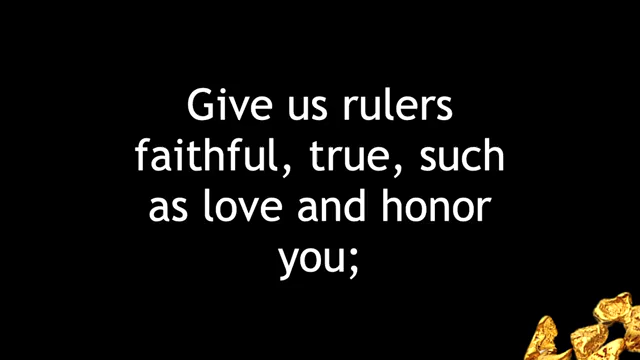 Give us rulers
faithful, true, such
as love and honor
you;